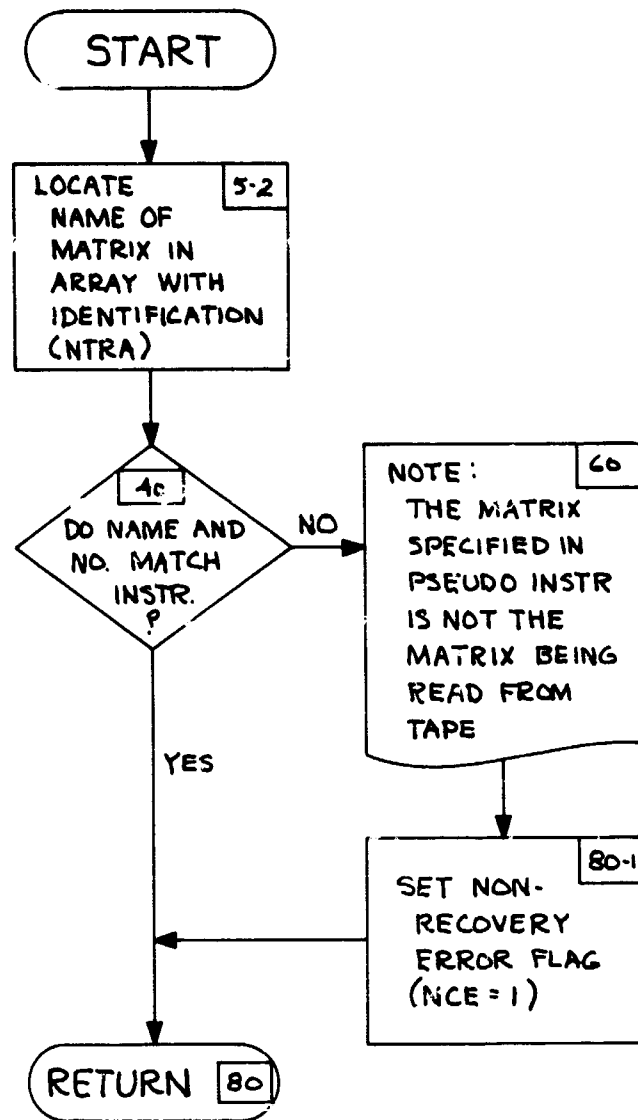 START
5-2
LOCATE
NAME OF
MATRIX IN
ARRAY WITH
IDENTIFICATION
(NTRA)
40
DO NAME AND
NO. MATCH
INSTR.
?
NO
60
NOTE:
THE MATRIX
SPECIFIED IN
PSEUDO INSTR
IS NOT THE
MATRIX BEING
READ FROM
TAPE
YES
80-1
SET NON-
RECOVERY
ERROR FLAG
(NCE = 1)
RETURN 80